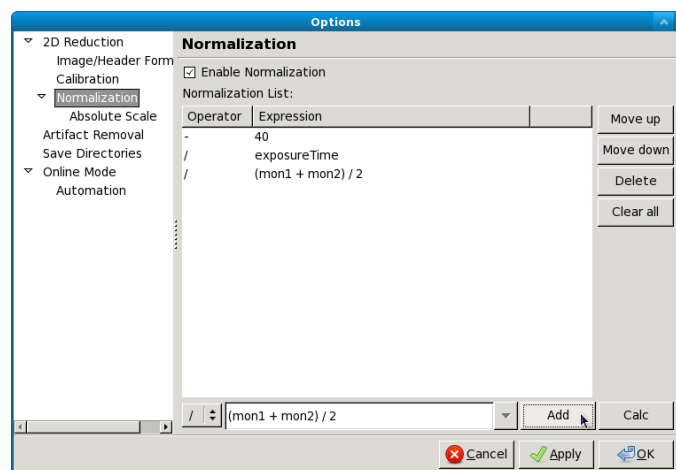 Options
2D Reduction
Image/Header Form
Calibration
Normalization
Absolute Scale
Artifact Removal
Save Directories
Online Mode
Automation
Normalization
Enable Normalization
Normalization List:
Operator Expression
- 40
/ exposureTime
/ (mon1 + mon2) / 2
Move up
Move down
Delete
Clear all
/ (mon1 + mon2) / 2 Add Calc
Cancel Apply OK